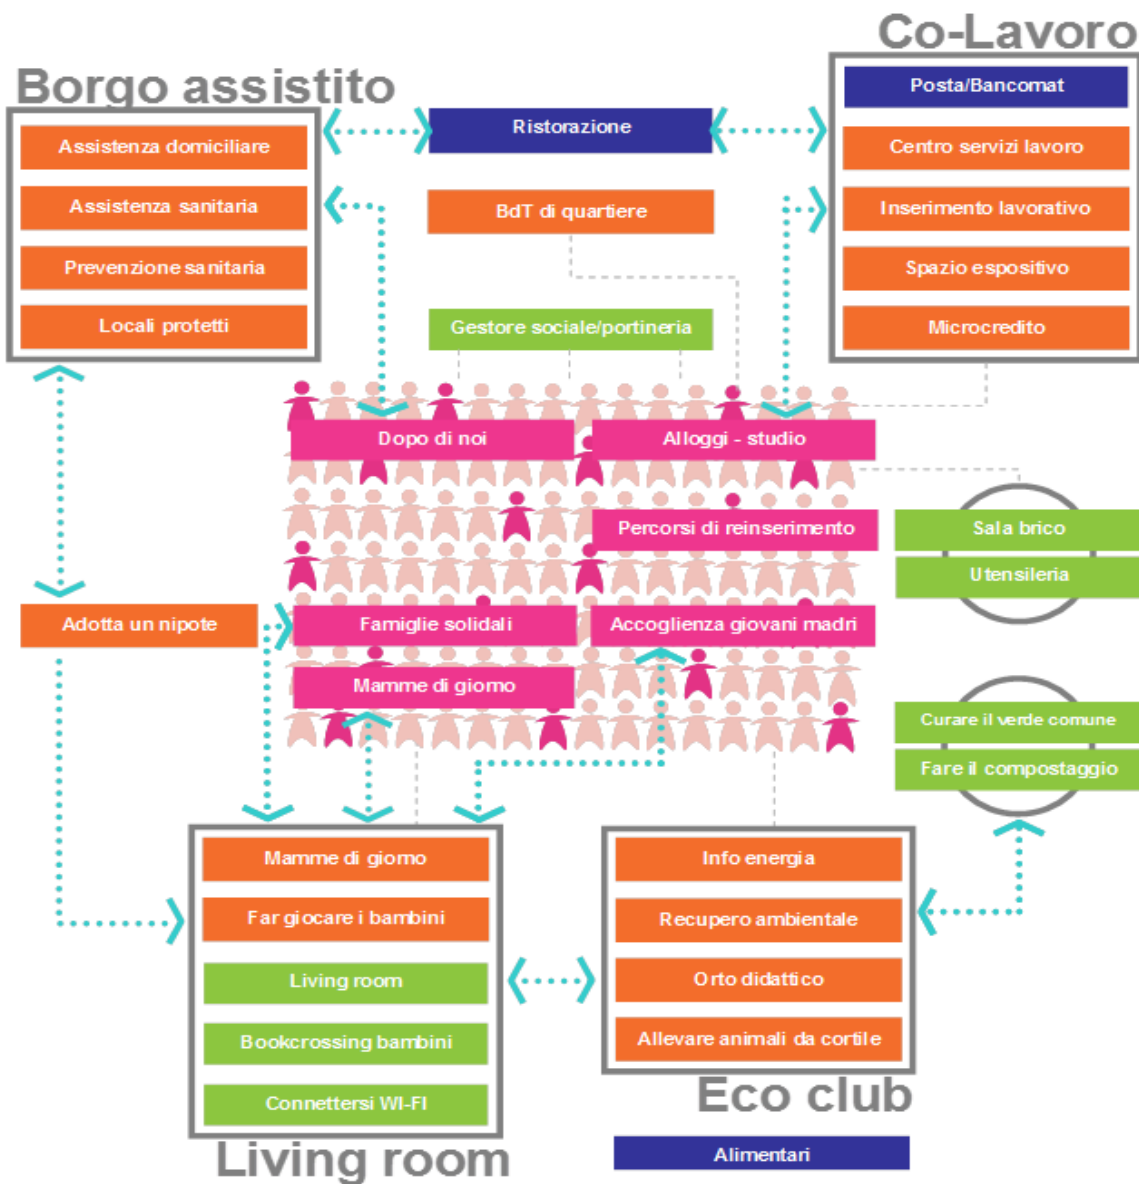 Co-Lavoro
Borgo assistito
Posta/Bancomat
Ristorazione
Assistenza domiciliare
Centro servizi lavoro
Assistenza sanitaria
BdT di quartiere
Inserimento lavorativo
Prevenzione sanitaria
Spazio espositivo
Locali protetti
Gestore sociale/portineria
Microcredito
Dopo di noi
Alloggi - studio
Percorsi di reinserimento
Sala brico
Utensileria
Adotta un nipote
Famiglie solidali
Accoglienza giovani madri
Mamme di giorno
Curare il verde comune
Fare il compostaggio
Mamme di giorno
Info energia
Far giocare i bambini
Recupero ambientale
Living room
Orto didattico
Bookcrossing bambini
Allevare animali da cortile
Connettersi WI-FI
Eco club
Living room
Alimentari